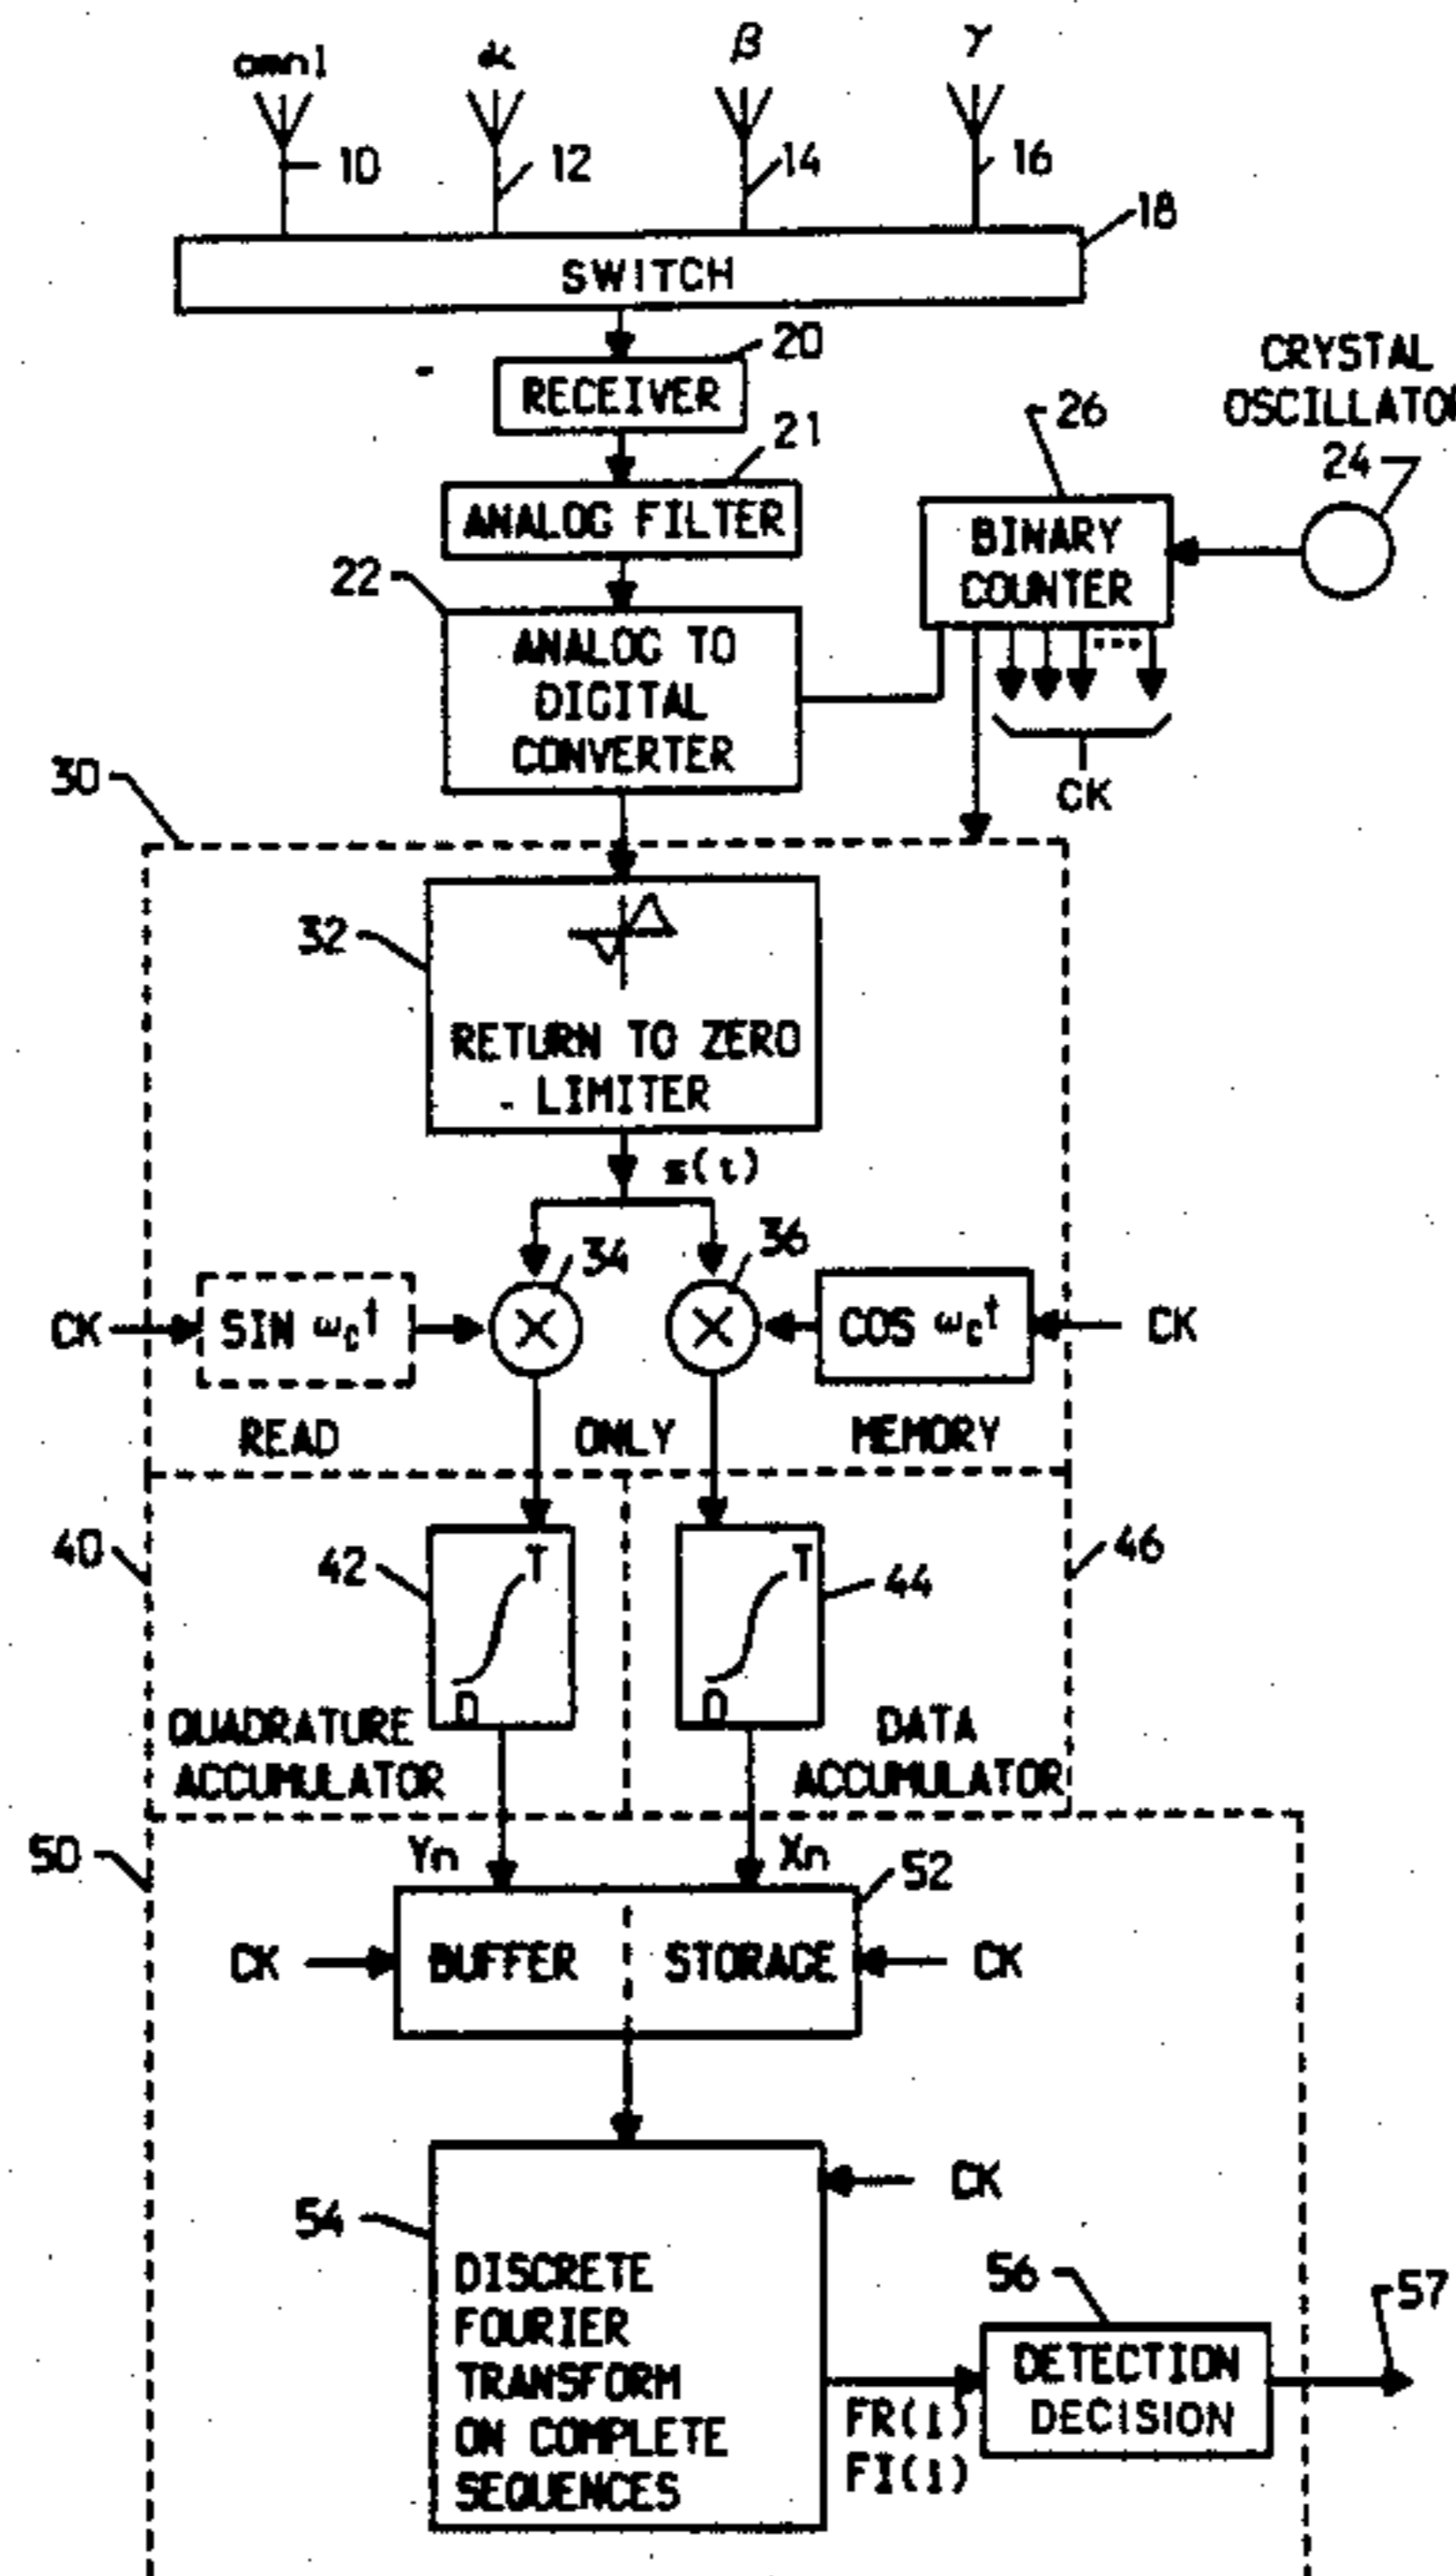 omni α β γ
10 12 14 16
18
SWITCH
20
RECEIVER
CRYSTAL
26
21
24
ANALOG FILTER
BINARY
COUNTER
22
ANALOG TO
DIGITAL
CONVERTER
...
CK
30
32
RETURN TO ZERO
LIMITER
s(t)
34 36
CK SIN ωct × × COS ωct CK
READ ONLY MEMORY
40 42 T T 44 46
0 0
QUADRATURE
ACCUMULATOR
DATA
ACCUMULATOR
50 Yn Xn 52
CK BUFFER STORAGE CK
CK
54
DISCRETE
FOURIER
TRANSFORM
ON COMPLETE
SEQUENCES
56 57
DETECTION
DECISION
FR(i)
FI(i)